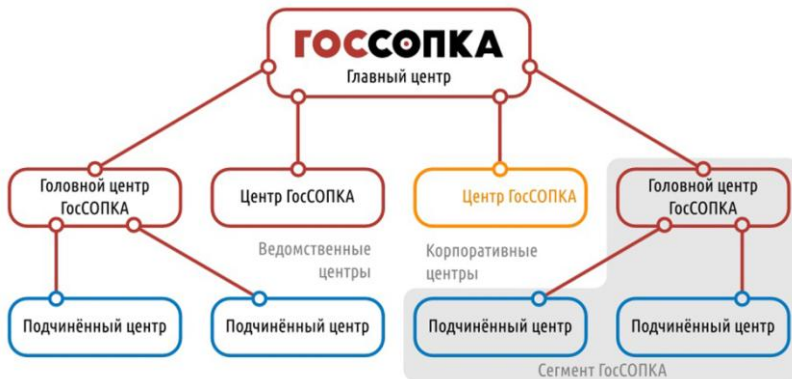 ГОССОПКА
Главный центр
Головной центр
ГосСОПКА
Центр ГосСОПКА
Центр ГосСОПКА
Головной центр
ГосСОПКА
Ведомственные
центры
Корпоративные
центры
Подчинённый центр
Подчинённый центр
Подчинённый центр
Подчинённый центр
Сегмент ГосСОПКА